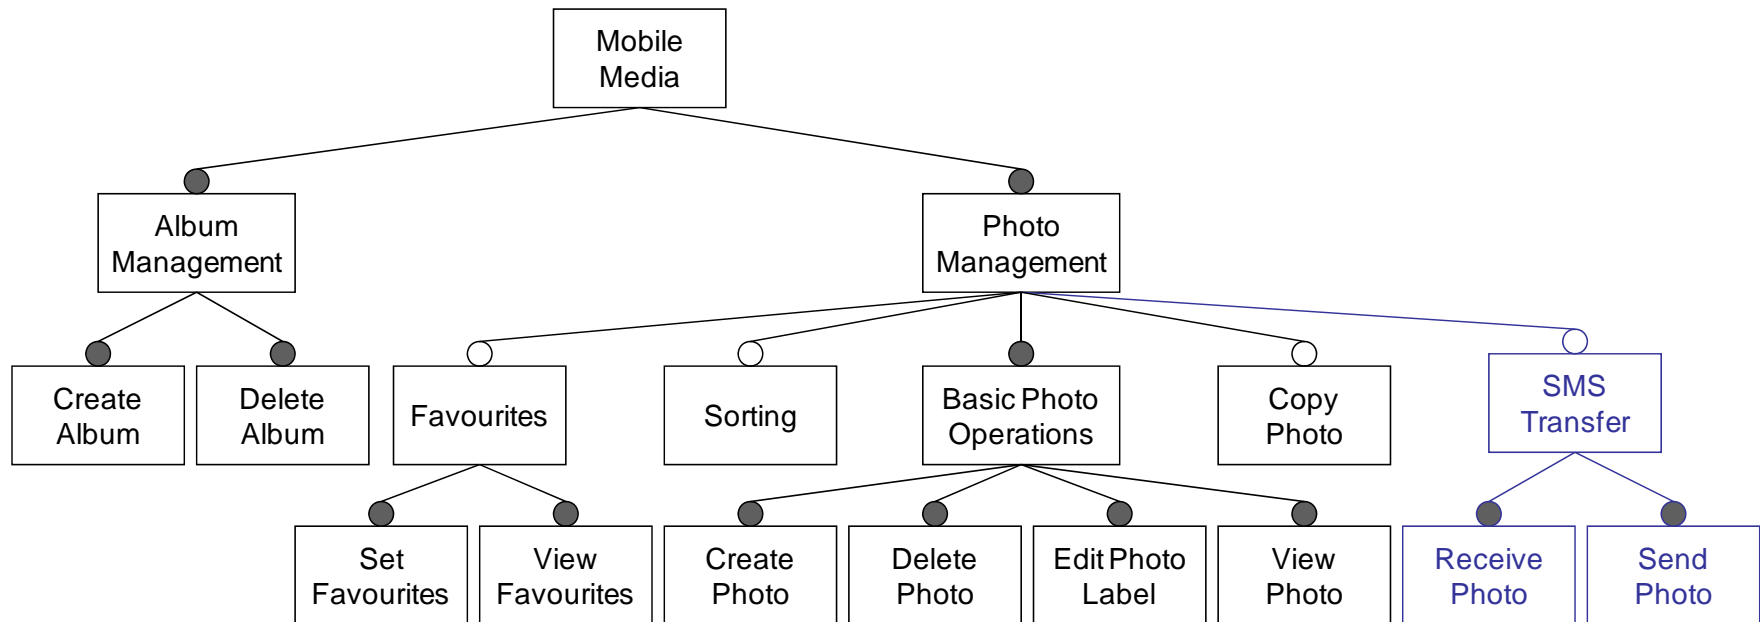 Mobile
Media
Album
Management
Photo
Management
Create
Album
Delete
Album
Favourites
Sorting
Basic Photo
Operations
Copy
Photo
SMS
Transfer
Set
Favourites
View
Favourites
Create
Photo
Delete
Photo
Edit Photo
Label
View
Photo
Receive
Photo
Send
Photo